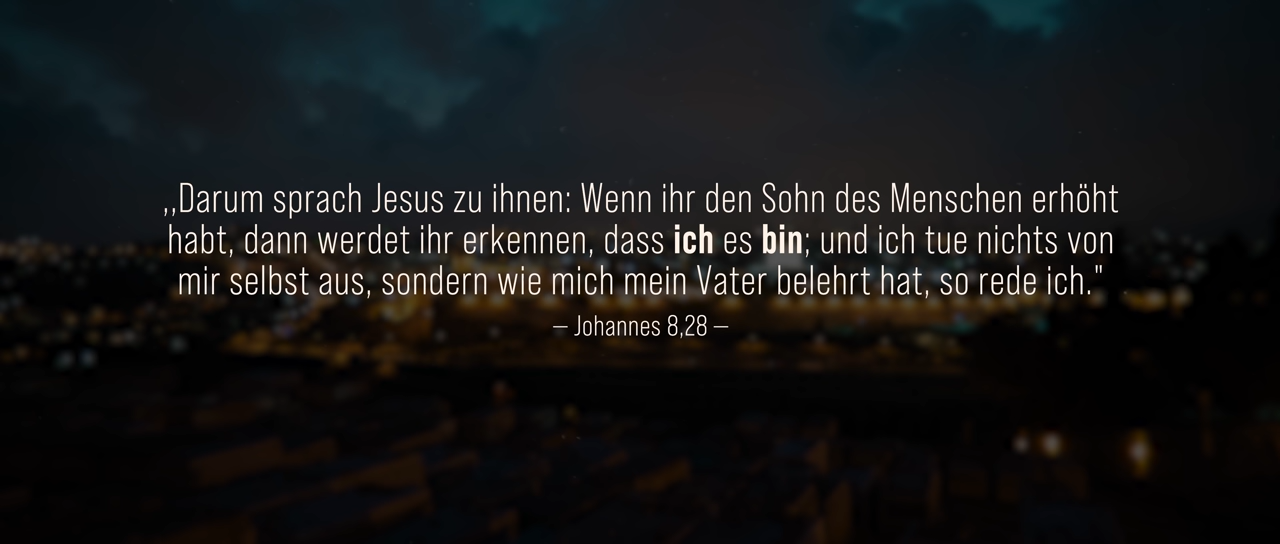 ,,Darum sprach Jesus zu ihnen: Wenn ihr den Sohn des Menschen erhöht
habt, dann werdet ihr erkennen, dass ich es bin; und ich tue nichts von
mir selbst aus, sondern wie mich mein Vater belehrt hat, so rede ich."
– Johannes 8,28 –